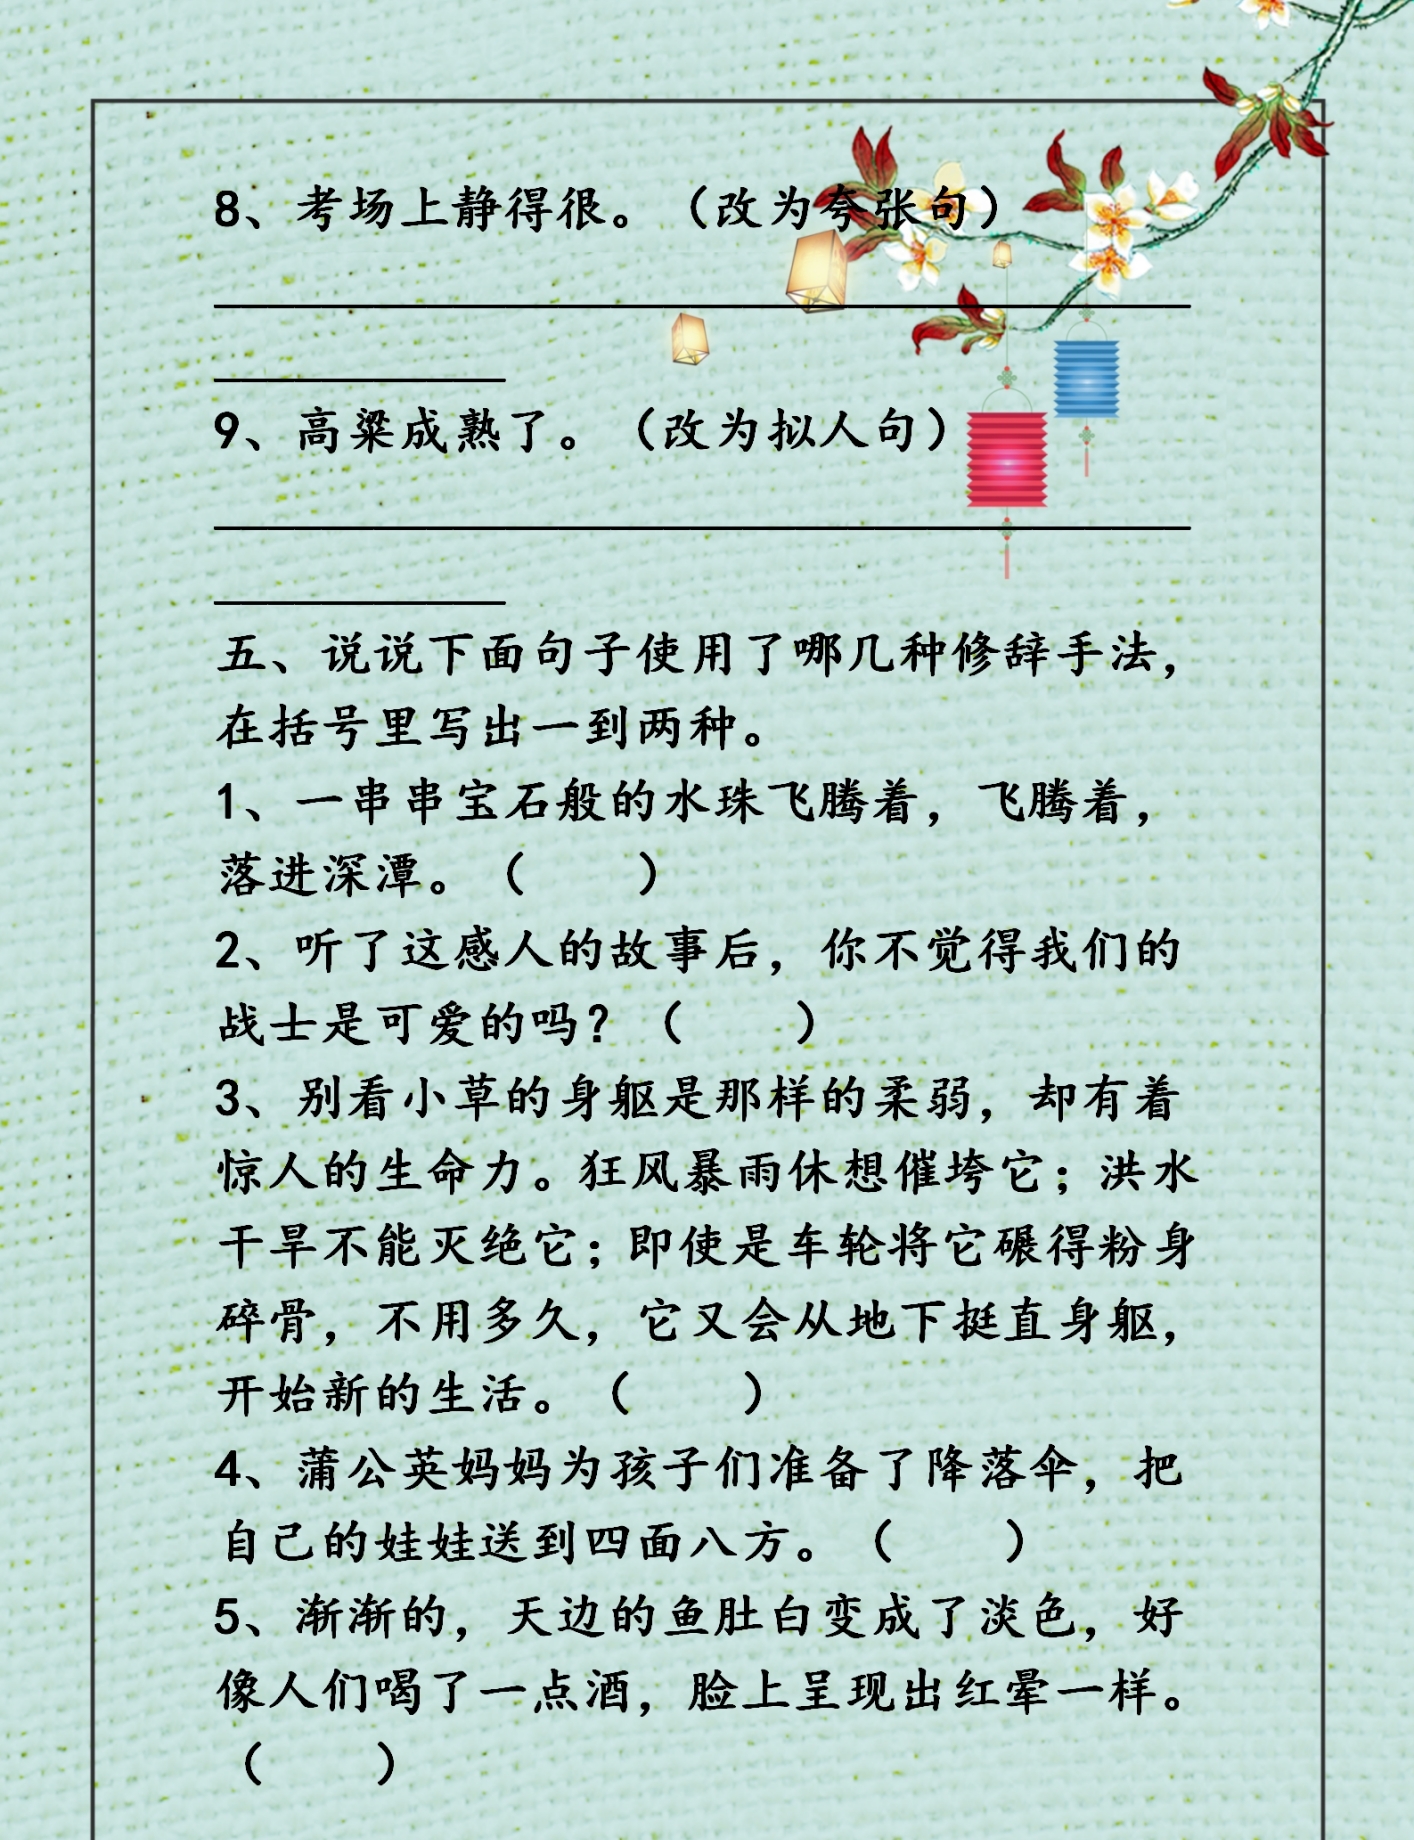 8、考场上静得很。（改为夸张句）
9、高粱成熟了。（改为拟人句）
五、说说下面句子使用了哪几种修辞手法，
在括号里写出一到两种。
1、一串串宝石般的水珠飞腾着，飞腾着，
落进深潭。（　　）
2、听了这感人的故事后，你不觉得我们的
战士是可爱的吗？（　　）
3、别看小草的身躯是那样的柔弱，却有着
惊人的生命力。狂风暴雨休想催垮它；洪水
干旱不能灭绝它；即使是车轮将它碾得粉身
碎骨，不用多久，它又会从地下挺直身躯，
开始新的生活。（　　）
4、蒲公英妈妈为孩子们准备了降落伞，把
自己的娃娃送到四面八方。（　　）
5、渐渐的，天边的鱼肚白变成了淡色，好
像人们喝了一点酒，脸上呈现出红晕一样。
（　　）